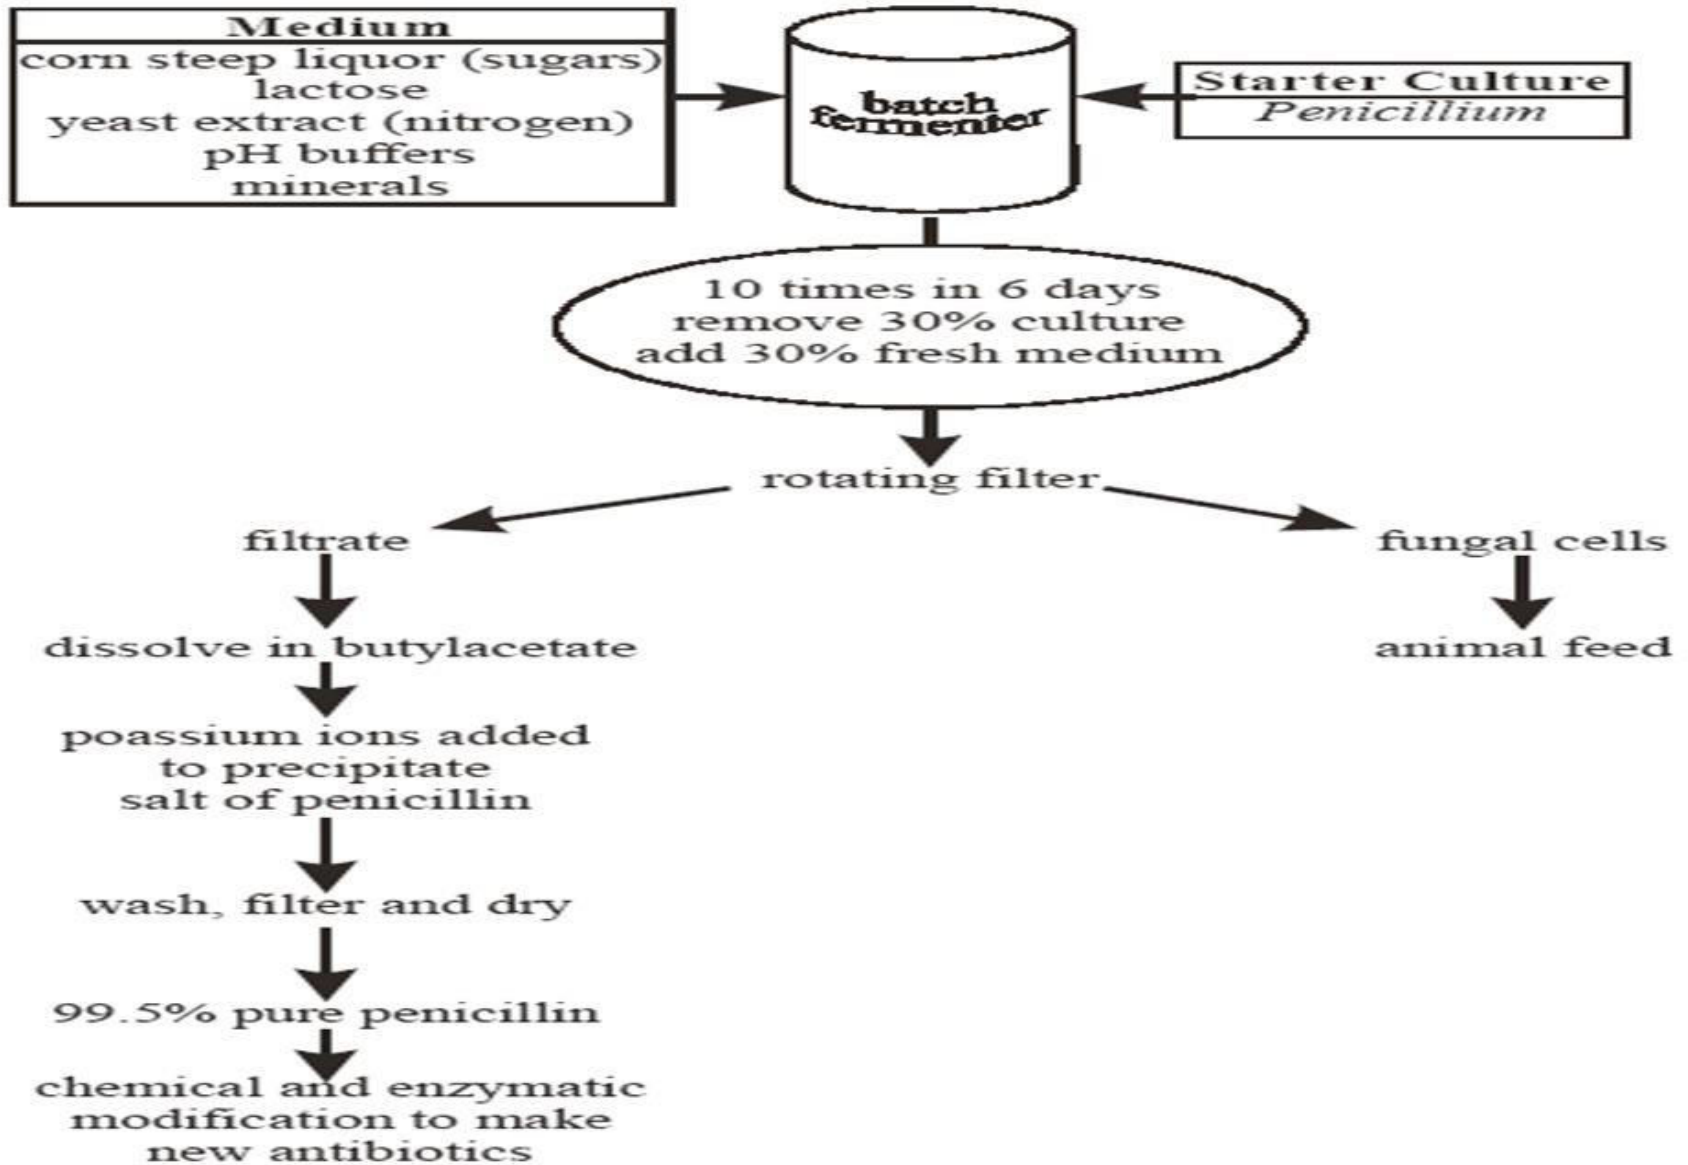 Medium
corn steep liquor (sugars)
lactose
yeast extract (nitrogen)
pH buffers
minerals
batch
fermenter
Starter Culture
Penicillium
10 times in 6 days
remove 30% culture
add 30% fresh medium
rotating filter
filtrate
fungal cells
dissolve in butylacetate
animal feed
poassium ions added
to precipitate
salt of penicillin
wash, filter and dry
99.5% pure penicillin
chemical and enzymatic
modification to make
new antibiotics